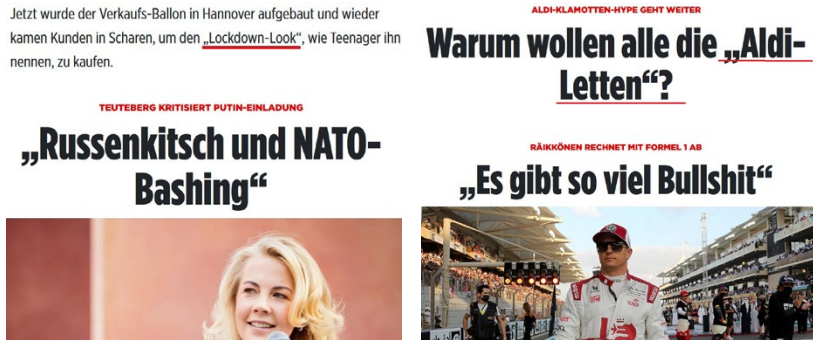 Jetzt wurde der Verkaufs-Ballon in Hannover aufgebaut und wieder
kamen Kunden in Scharen, um den „Lockdown-Look“, wie Teenager ihn
nennen, zu kaufen.
TEUTEBERG KRITISIERT PUTIN-EINLADUNG
„Russenkitsch und NATO-
Bashing“
ALDI-KLAMOTTEN-HYPE GEHT WEITER
Warum wollen alle die „Aldi-
Letten“?
RÄIKKÖNEN RECHNET MIT FORMEL 1 AB
„Es gibt so viel Bullshit“